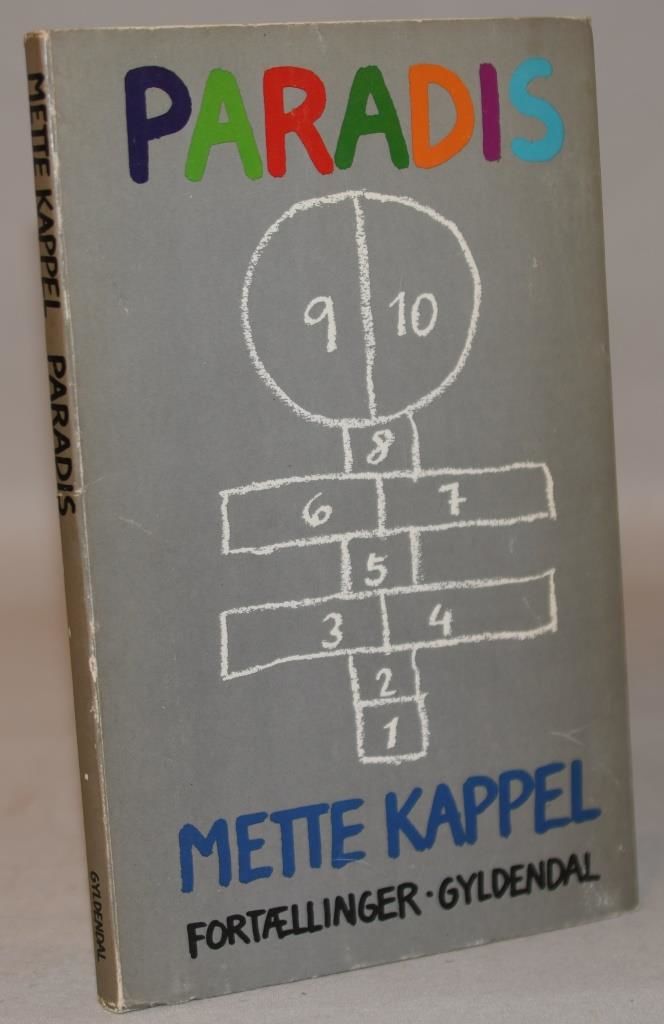 PARADIS
9 10
8
6 7
5
3 4
2
1
METTE KAPPEL
FORTÆLLINGER · GYLDENDAL
METTE KAPPEL PARADIS
GYLDENDAL